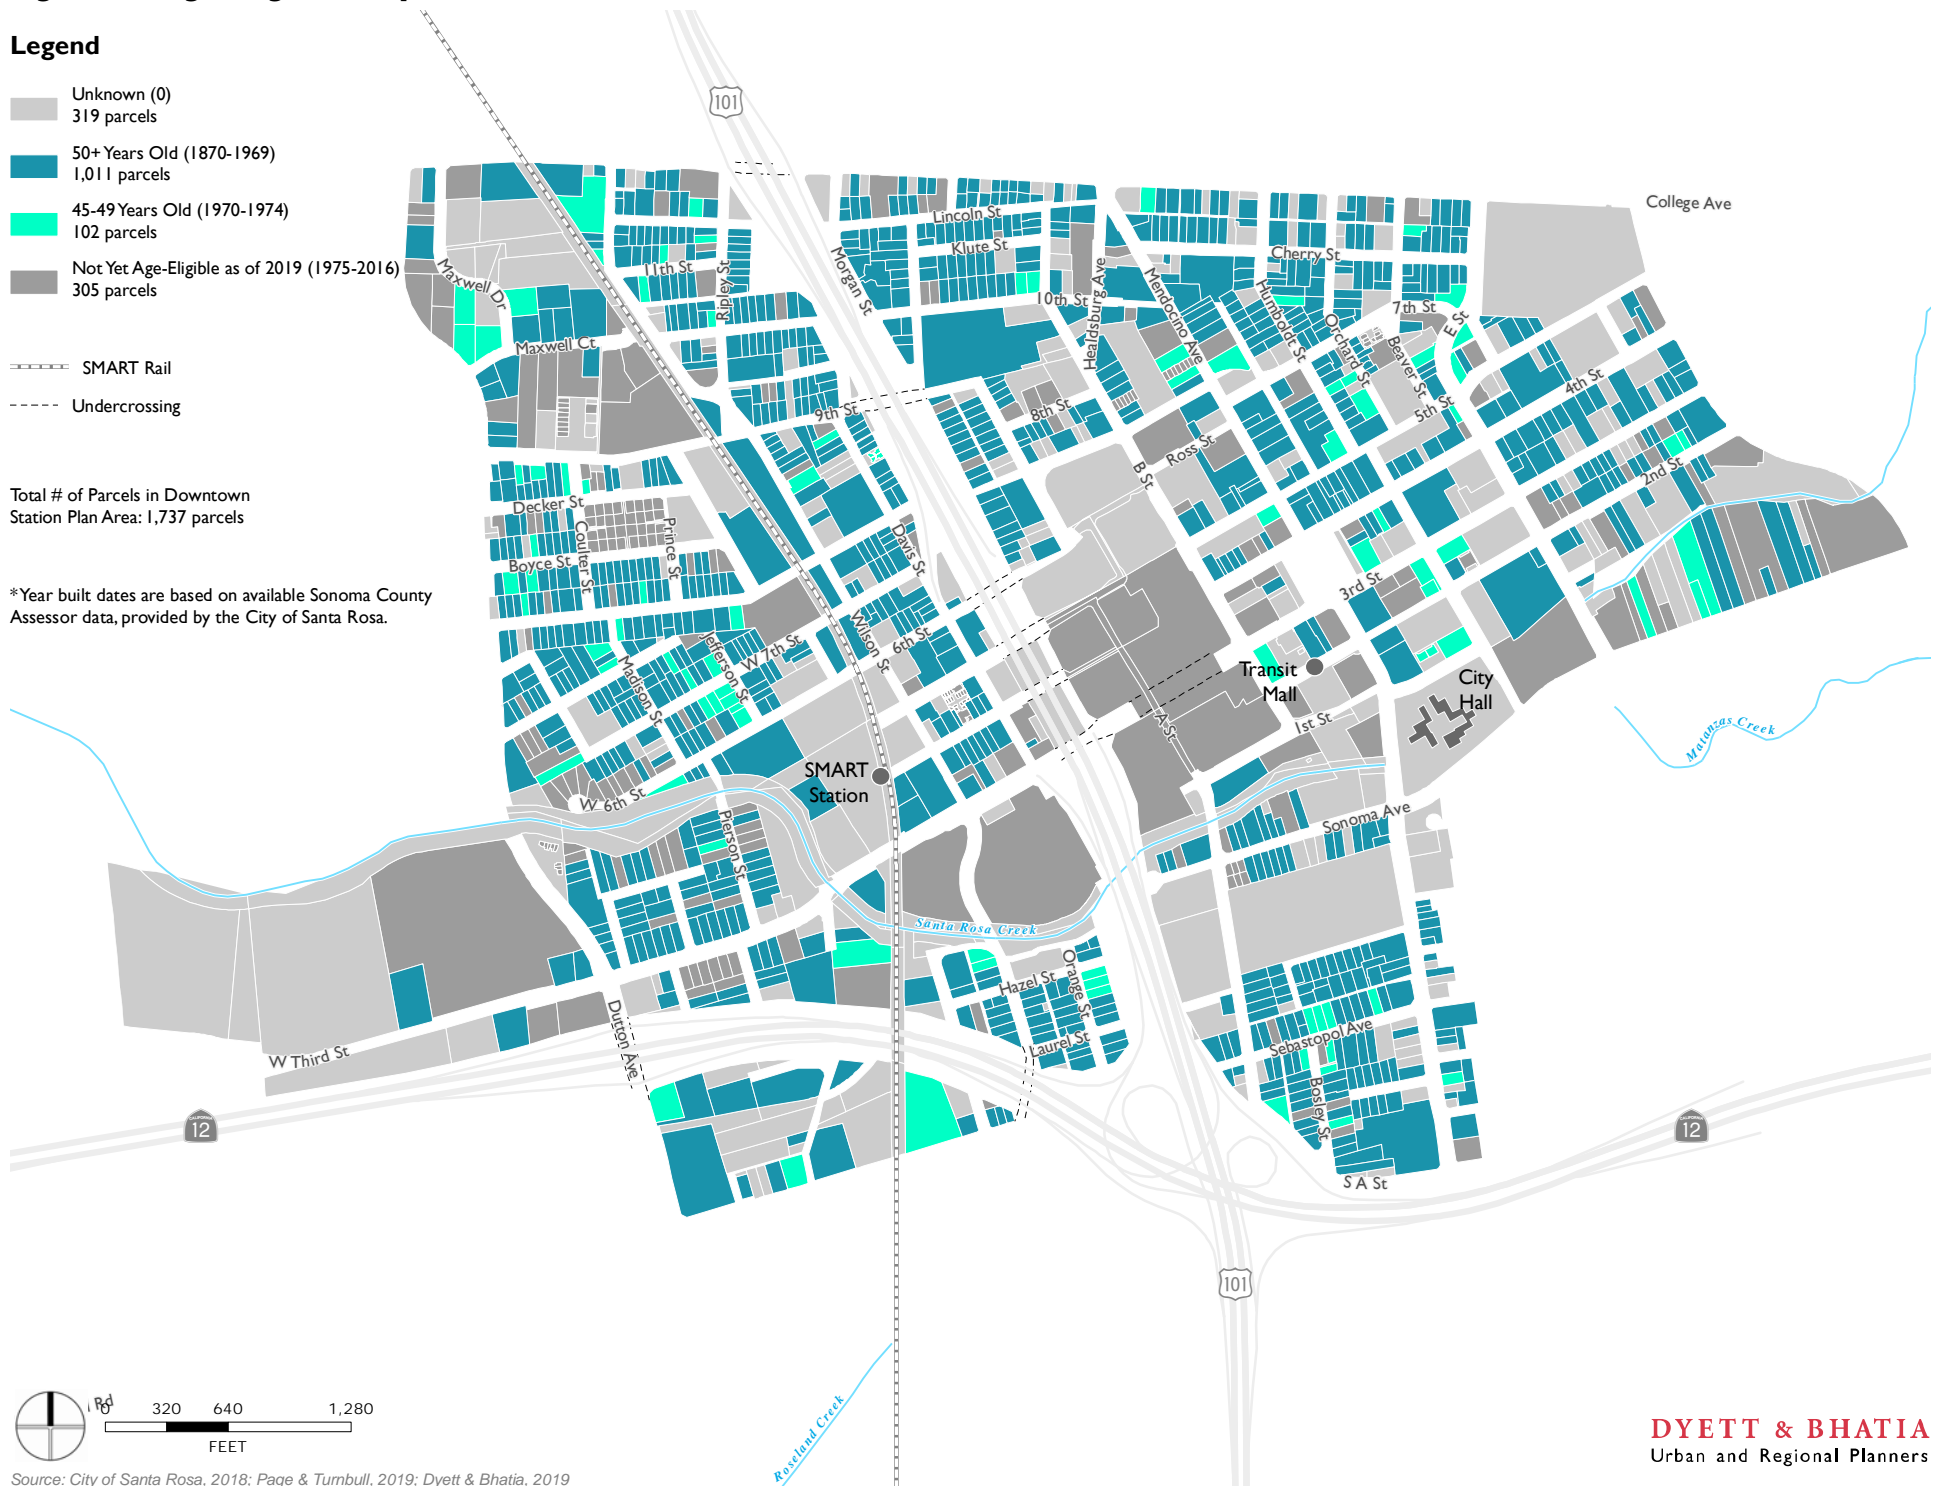 Legend
Unknown (0)
319 parcels
50+ Years Old (1870-1969)
1,011 parcels
45-49 Years Old (1970-1974)
102 parcels
Not Yet Age-Eligible as of 2019 (1975-2016)
305 parcels
SMART Rail
Undercrossing
Total # of Parcels in Downtown
Station Plan Area: 1,737 parcels
*Year built dates are based on available Sonoma County
Assessor data, provided by the City of Santa Rosa.
101
College Ave
Lincoln St
Klute St
Cherry St
11th St
Ripley St
Morgan St
Maxwell Dr
Maxwell Ct
10th St
Healdsburg Ave
Mendocino Ave
Humboldt St
Orchard St
7th St
E St
Beaver St
4th St
5th St
9th St
8th St
Ross St
B St
2nd St
Decker St
Coulter St
Prince St
Boyce St
Davis St
3rd St
Wilson St
6th St
W 7th St
Jefferson St
Madison St
Transit
Mall
City
Hall
A St
1st St
Matanzas Creek
SMART
Station
W 6th St
Pierson St
Sonoma Ave
Santa Rosa Creek
Hazel St
Orange St
Laurel St
Sebastopol Ave
Bosley St
W Third St
Dutton Ave
CALIFORNIA
12
CALIFORNIA
12
S A St
101
Roseland Creek
Rd
0 320 640 1,280
FEET
Source: City of Santa Rosa, 2018; Page & Turnbull, 2019; Dyett & Bhatia, 2019
DYETT & BHATIA
Urban and Regional Planners